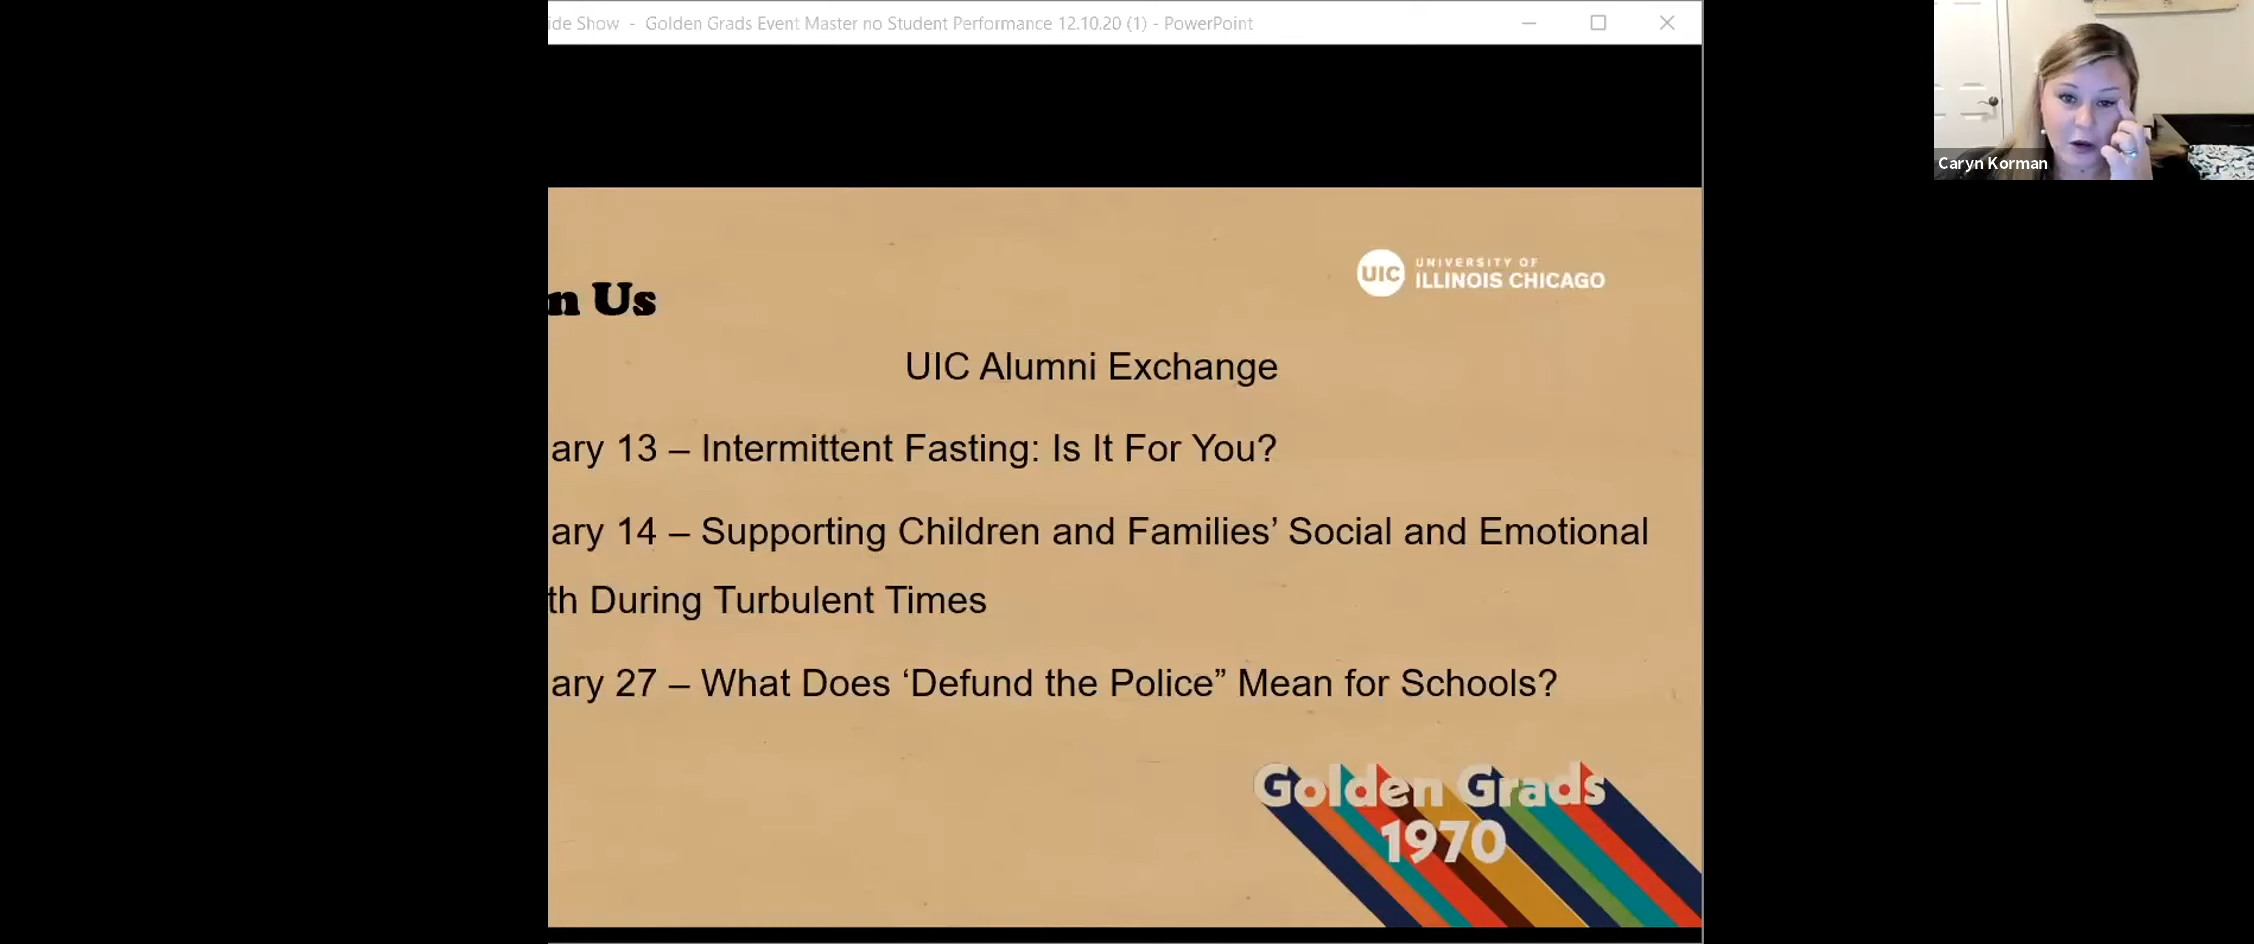 ide Show - Golden Grads Event Master no Student Performance 12.10.20 (1) - PowerPoint
Caryn Korman
UIC UNIVERSITY OF
ILLINOIS CHICAGO
n Us
UIC Alumni Exchange
ary 13 – Intermittent Fasting: Is It For You?
ary 14 – Supporting Children and Families’ Social and Emotional
th During Turbulent Times
ary 27 – What Does ‘Defund the Police” Mean for Schools?
Golden Grads
1970